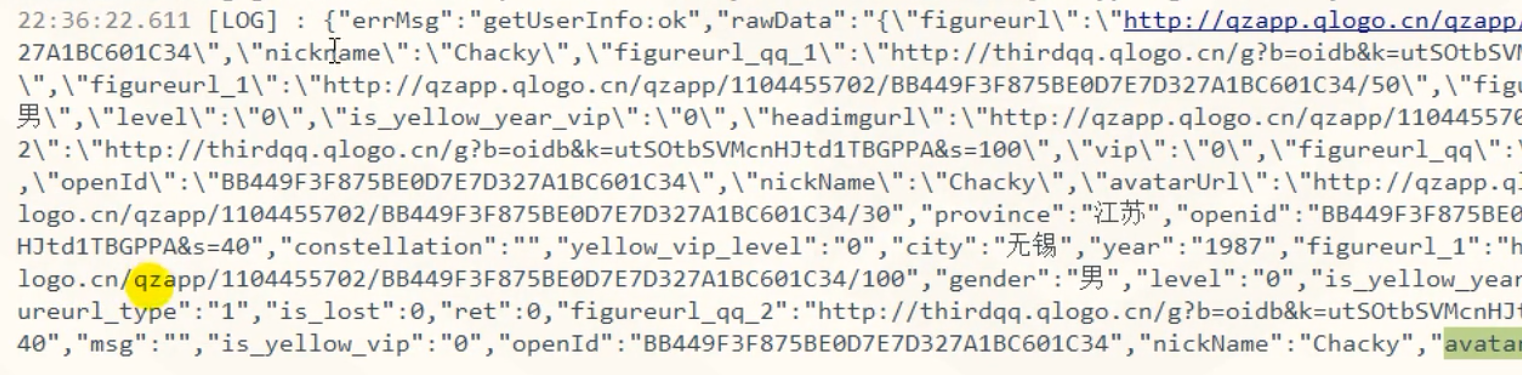 22:36:22.611 [LOG] : {"errMsg":"getUserInfo:ok","rawData":"{\"figureurl\":\"http://qzapp.qlogo.cn/qzapp/
27A1BC601C34\",\"nickname\":\"Chacky\",\"figureurl_qq_1\":\"http://thirdqq.qlogo.cn/g?b=oidb&k=utSOtbSVM
\",\"figureurl_1\":\"http://qzapp.qlogo.cn/qzapp/1104455702/BB449F3F875BE0D7E7D327A1BC601C34/50\",\"figu
男\",\"level\":\"0\",\"is_yellow_year_vip\":\"0\",\"headimgurl\":\"http://qzapp.qlogo.cn/qzapp/110445570
2\":\"http://thirdqq.qlogo.cn/g?b=oidb&k=utSOtbSVMcnHJtd1TBGPPA&s=100\",\"vip\":\"0\",\"figureurl_qq\":\
,\"openId\":\"BB449F3F875BE0D7E7D327A1BC601C34\",\"nickName\":\"Chacky\",\"avatarUrl\":\"http://qzapp.ql
logo.cn/qzapp/1104455702/BB449F3F875BE0D7E7D327A1BC601C34/30","province":"江苏","openid":"BB449F3F875BE0
HJtd1TBGPPA&s=40","constellation":"","yellow_vip_level":"0","city":"无锡","year":"1987","figureurl_1":"h
logo.cn/qzapp/1104455702/BB449F3F875BE0D7E7D327A1BC601C34/100","gender":"男","level":"0","is_yellow_year
ureurl_type":"1","is_lost":0,"ret":0,"figureurl_qq_2":"http://thirdqq.qlogo.cn/g?b=oidb&k=utSOtbSVMcnHJt
40","msg":"","is_yellow_vip":"0","openId":"BB449F3F875BE0D7E7D327A1BC601C34","nickName":"Chacky","avatar